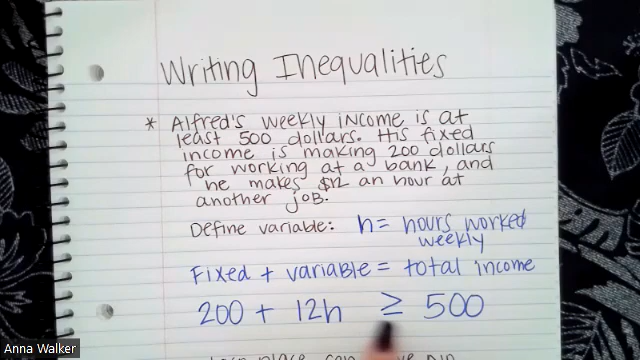 Writing Inequalities
* Alfred's weekly income is at
least 500 dollars. His fixed
income is making 200 dollars
for working at a bank, and
he makes $12 an hour at
another job.
Define variable: h = hours worked
weekly
Fixed + variable = total income
200 + 12h ≥ 500
Anna Walker